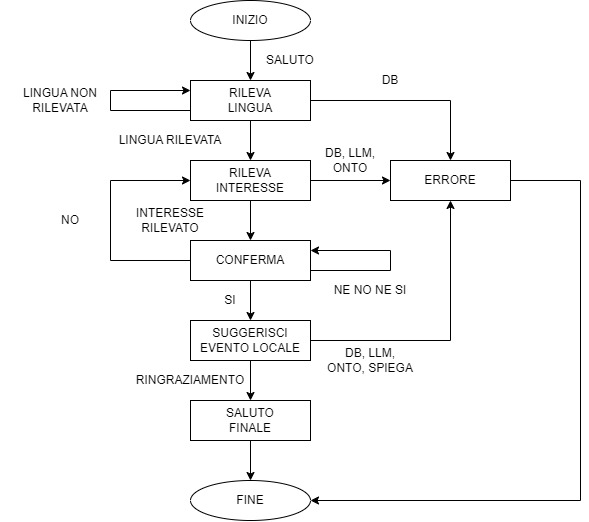 INIZIO
SALUTO
DB
LINGUA NON
RILEVATA
RILEVA
LINGUA
LINGUA RILEVATA
DB, LLM,
ONTO
RILEVA
INTERESSE
ERRORE
NO
INTERESSE
RILEVATO
CONFERMA
NE NO NE SI
SI
SUGGERISCI
EVENTO LOCALE
DB, LLM,
ONTO, SPIEGA
RINGRAZIAMENTO
SALUTO
FINALE
FINE